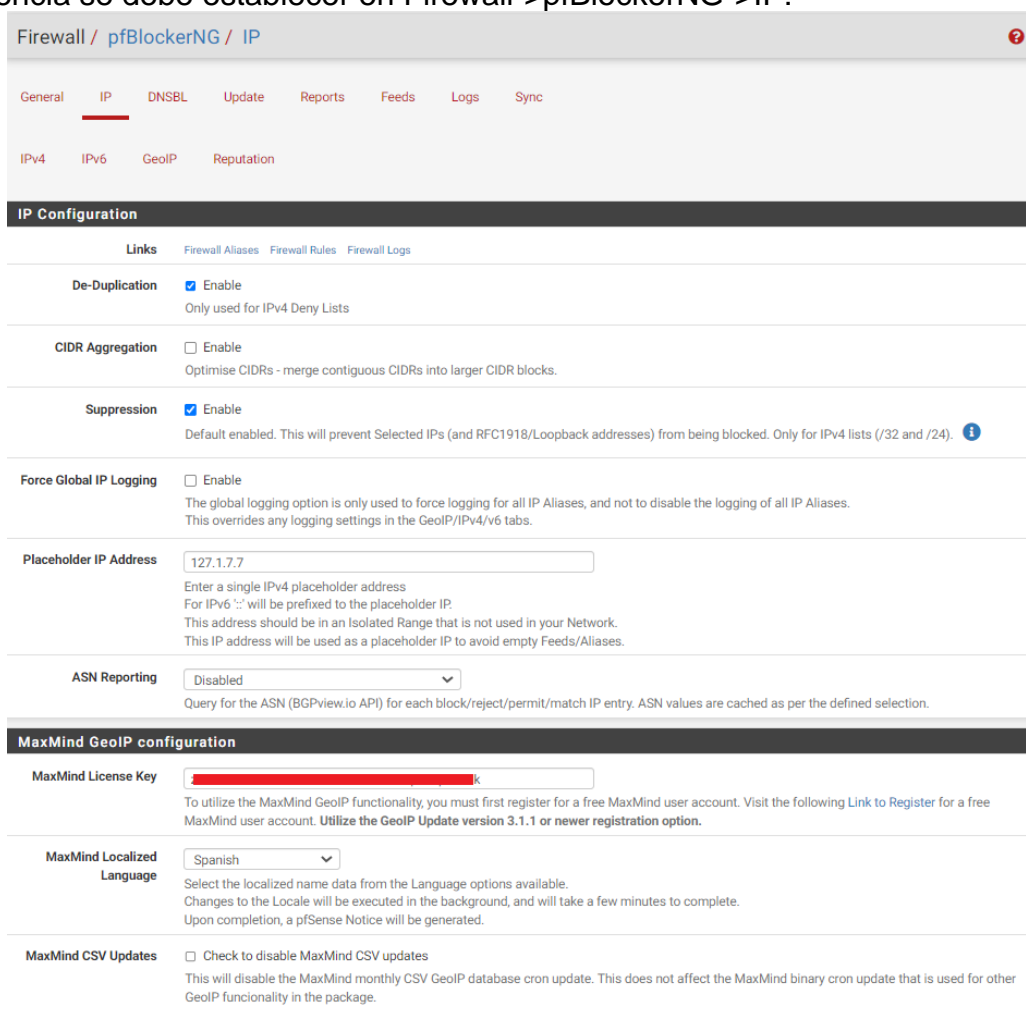 se debe establecer en Firewall>pfBlockerNG>IP.
Firewall / pfBlockerNG / IP
General IP DNSBL Update Reports Feeds Logs Sync
IPv4 IPv6 GeoIP Reputation
IP Configuration
Links Firewall Aliases Firewall Rules Firewall Logs
De-Duplication Enable
Only used for IPv4 Deny Lists
CIDR Aggregation Enable
Optimise CIDRs - merge contiguous CIDRs into larger CIDR blocks.
Suppression Enable
Default enabled. This will prevent Selected IPs (and RFC1918/Loopback addresses) from being blocked. Only for IPv4 lists (/32 and /24).
Force Global IP Logging Enable
The global logging option is only used to force logging for all IP Aliases, and not to disable the logging of all IP Aliases.
This overrides any logging settings in the GeoIP/IPv4/v6 tabs.
Placeholder IP Address 127.1.7.7
Enter a single IPv4 placeholder address
For IPv6 '::' will be prefixed to the placeholder IP.
This address should be in an Isolated Range that is not used in your Network.
This IP address will be used as a placeholder IP to avoid empty Feeds/Aliases.
ASN Reporting Disabled
Query for the ASN (BGPview.io API) for each block/reject/permit/match IP entry. ASN values are cached as per the defined selection.
MaxMind GeoIP configuration
MaxMind License Key k
To utilize the MaxMind GeoIP functionality, you must first register for a free MaxMind user account. Visit the following Link to Register for a free
MaxMind user account. Utilize the GeoIP Update version 3.1.1 or newer registration option.
MaxMind Localized Spanish
Language
Select the localized name data from the Language options available.
Changes to the Locale will be executed in the background, and will take a few minutes to complete.
Upon completion, a pfSense Notice will be generated.
MaxMind CSV Updates Check to disable MaxMind CSV updates
This will disable the MaxMind monthly CSV GeoIP database cron update. This does not affect the MaxMind binary cron update that is used for other
GeoIP funcionality in the package.